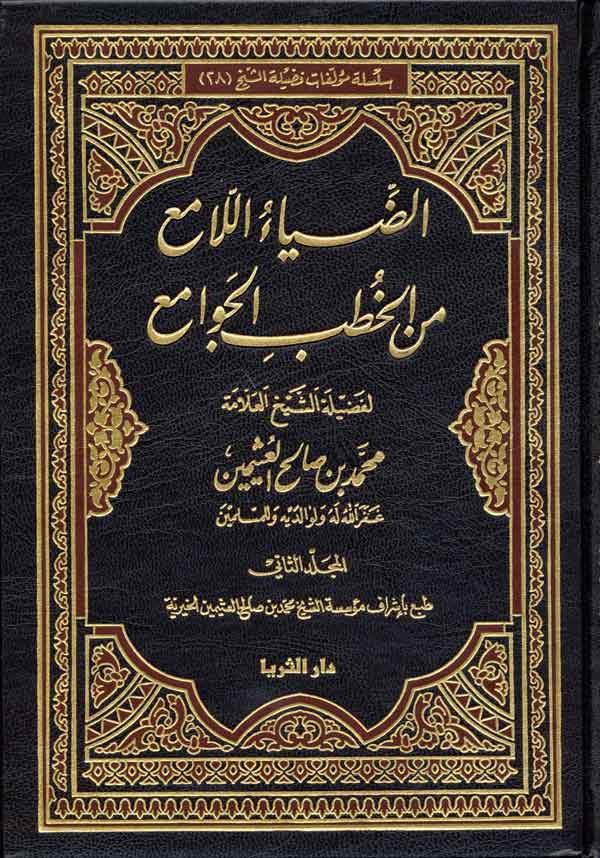 سلسلة مؤلفات فضيلة الشيخ (٢٨)
الضياء اللامع
من الخطب الجوامع
لفضيلة الشيخ العلامة
محمد بن صالح العثيمين
غفر الله له ولوالديه وللمسلمين
المجلد الثاني
طبع بإشراف مؤسسة الشيخ محمد بن صالح العثيمين الخيرية
دار الثريا